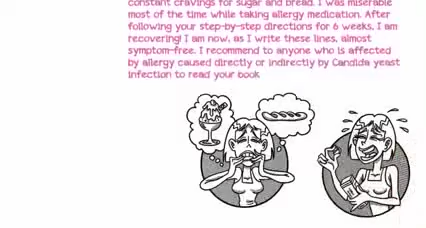 constant cravings for sugar and bread. I was miserable
most of the time while taking allergy medication. After
following your step-by-step directions for 6 weeks, I am
recovering! I am now, as I write these lines, almost
symptom-free. I recommend to anyone who is affected
by allergy caused directly or indirectly by Candida yeast
infection to read your book